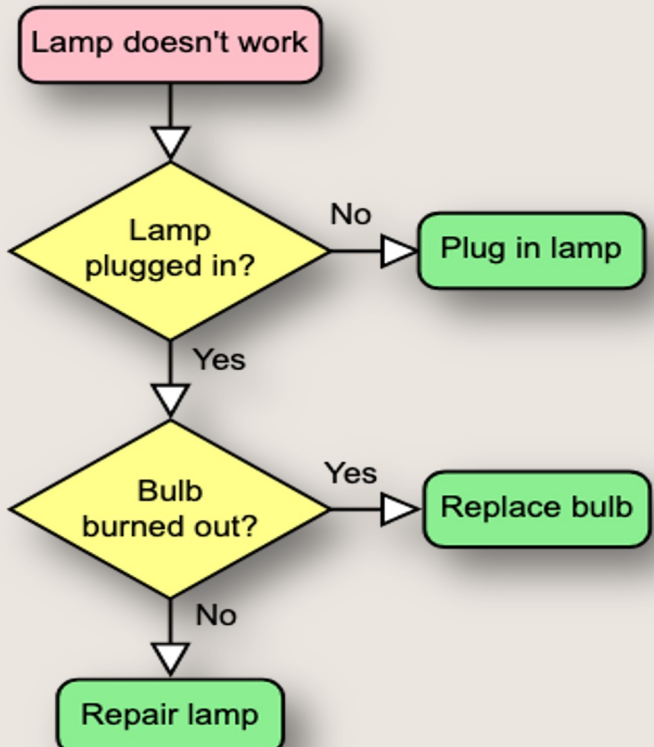 Lamp doesn't work
Lamp
plugged in?
No
Plug in lamp
Yes
Bulb
burned out?
Yes
Replace bulb
No
Repair lamp